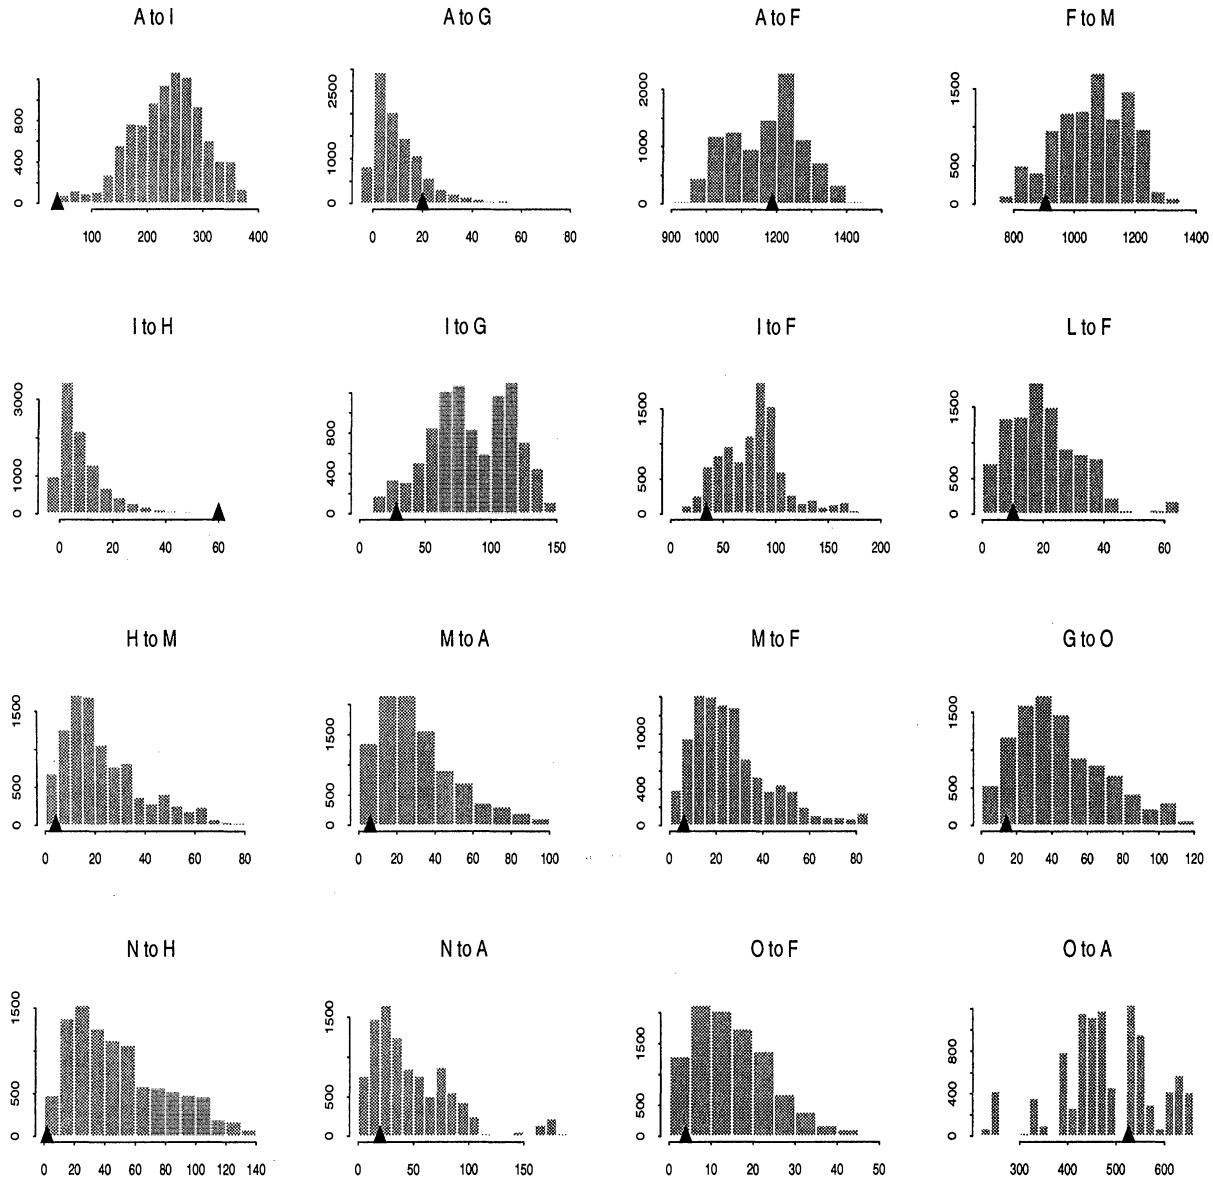 A to I
A to G
A to F
F to M
0 400 800
0 1000 2500
0 1000 2000
0 500 1500
100 200 300 400
0 20 40 60 80
900 1000 1200 1400
800 1000 1200 1400
I to H
I to G
I to F
L to F
0 1000 3000
0 400 800
0 500 1500
0 500 1500
0 20 40 60
0 50 100 150
0 50 100 150 200
0 20 40 60
H to M
M to A
M to F
G to O
0 500 1500
0 500 1500
0 400 1000
0 500 1500
0 20 40 60 80
0 20 40 60 80 100
0 20 40 60 80
0 20 40 60 80 100 120
N to H
N to A
O to F
O to A
0 500 1500
0 500 1500
0 500 1500
0 400 800
0 20 40 60 80 100 120 140
0 50 100 150
0 10 20 30 40 50
300 400 500 600